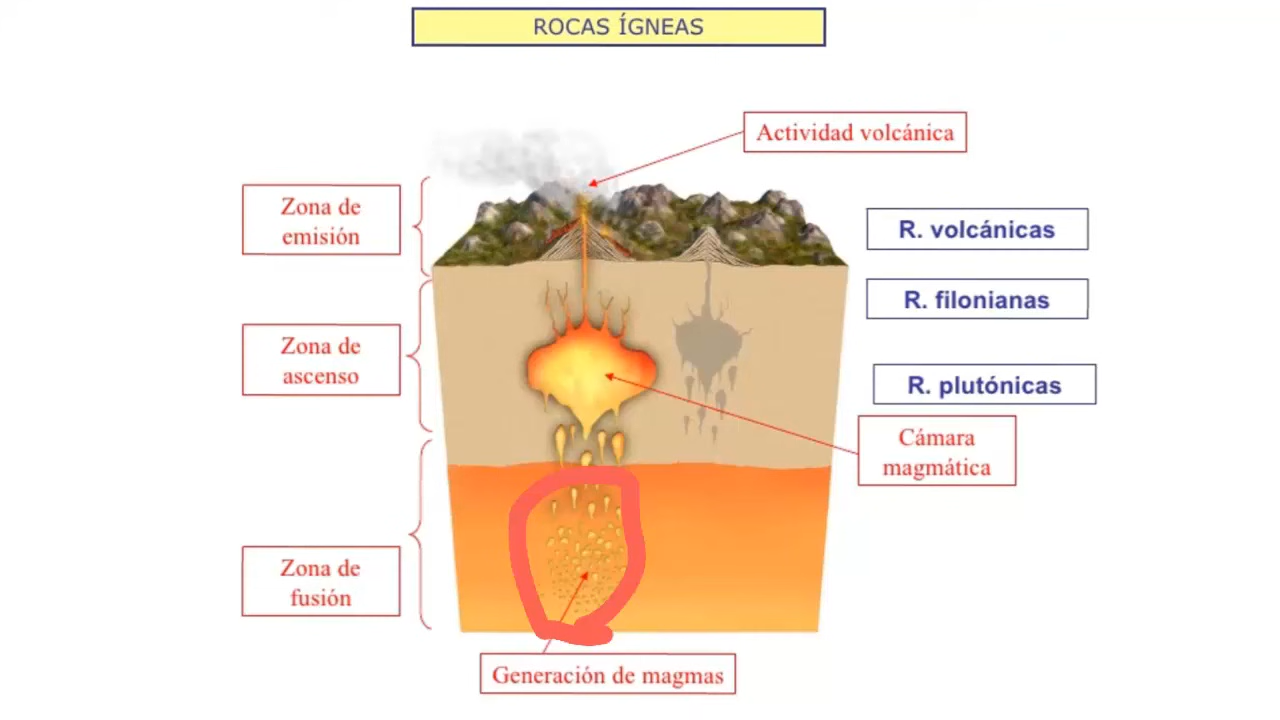 ROCAS ÍGNEAS
Actividad volcánica
Zona de
emisión
R. volcánicas
R. filonianas
Zona de
ascenso
R. plutónicas
Cámara
magmática
Zona de
fusión
Generación de magmas